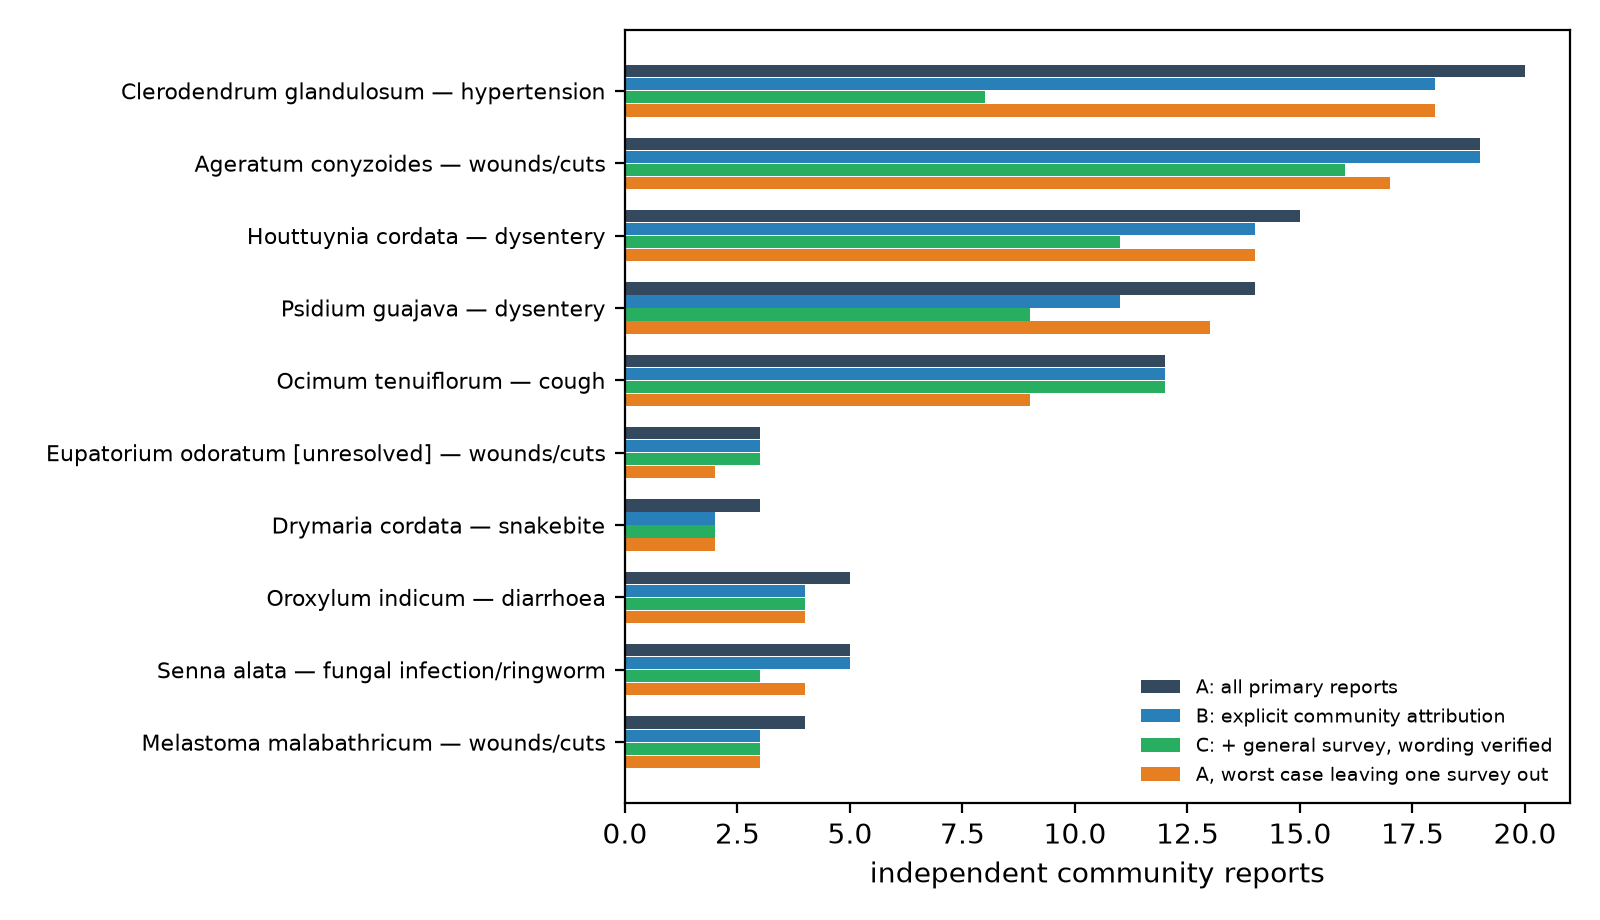 Clerodendrum glandulosum — hypertension
Ageratum conyzoides — wounds/cuts
Houttuynia cordata — dysentery
Psidium guajava — dysentery
Ocimum tenuiflorum — cough
Eupatorium odoratum [unresolved] — wounds/cuts
Drymaria cordata — snakebite
Oroxylum indicum — diarrhoea
Senna alata — fungal infection/ringworm
Melastoma malabathricum — wounds/cuts
A: all primary reports
B: explicit community attribution
C: + general survey, wording verified
A, worst case leaving one survey out
0.0 2.5 5.0 7.5 10.0 12.5 15.0 17.5 20.0
independent community reports